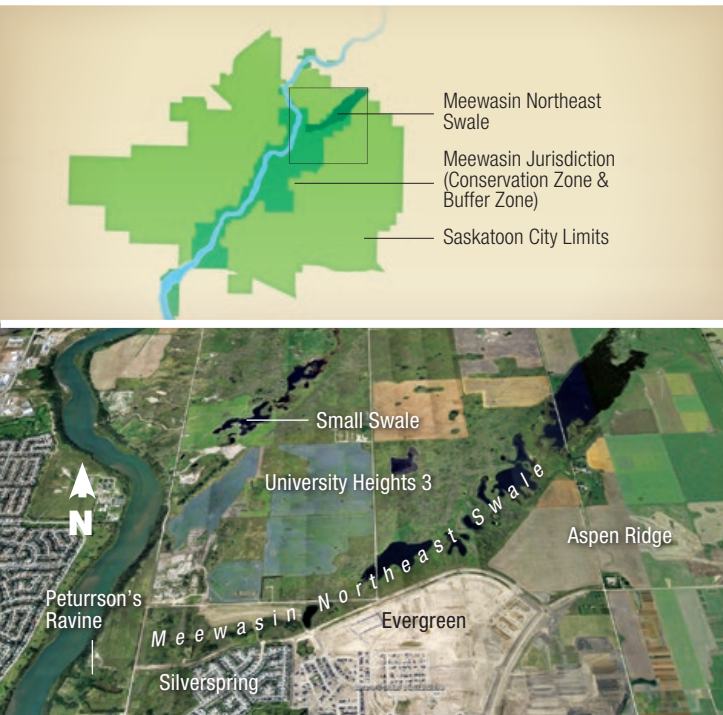 Meewasin Northeast
Swale
Meewasin Jurisdiction
(Conservation Zone &
Buffer Zone)
Saskatoon City Limits
Small Swale
University Heights 3
Meewasin Northeast Swale
Aspen Ridge
N
Peturrson's
Ravine
Evergreen
Silverspring